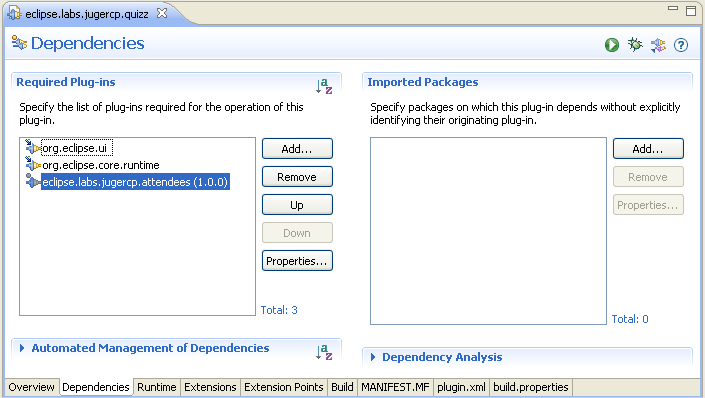 eclipse.labs.jugercp.quizz
Dependencies
Required Plug-ins
Specify the list of plug-ins required for the operation of this
plug-in.
org.eclipse.ui
org.eclipse.core.runtime
eclipse.labs.jugercp.attendees (1.0.0)
Add...
Remove
Up
Down
Properties...
Total: 3
Automated Management of Dependencies
Imported Packages
Specify packages on which this plug-in depends without explicitly
identifying their originating plug-in.
Add...
Remove
Properties...
Total: 0
Dependency Analysis
Overview Dependencies Runtime Extensions Extension Points Build MANIFEST.MF plugin.xml build.properties